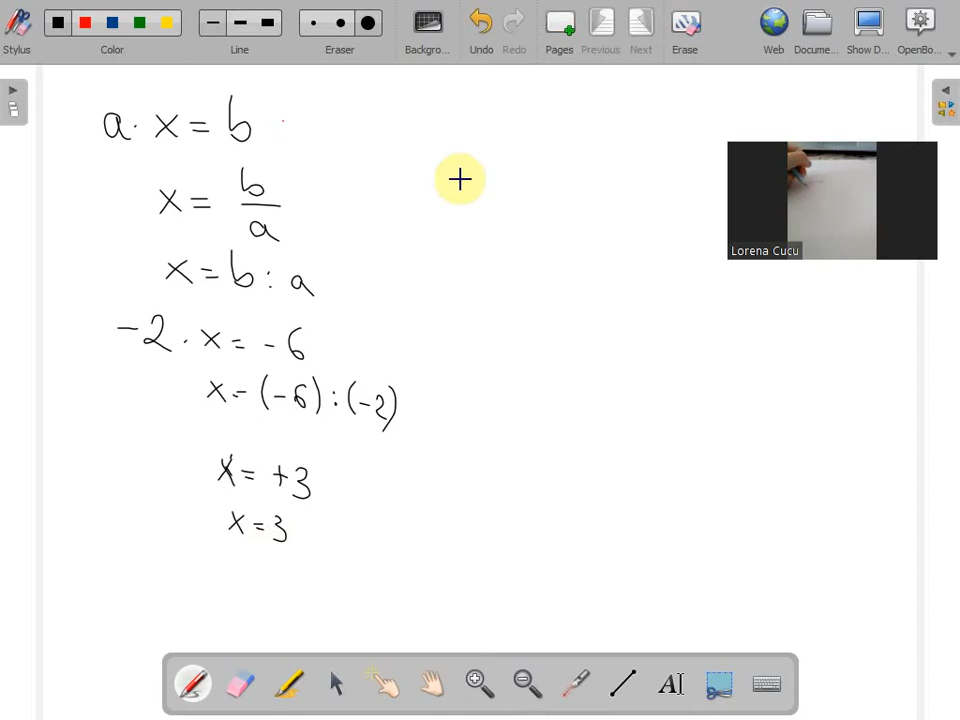 Stylus
Color
Line
Eraser
Backgro...
Undo
Redo
Pages
Previous
Next
Erase
Web
Docume...
Show D...
OpenBo...
a · x = b
x = b/a
x = b : a
-2 · x = -6
x = (-6) : (-2)
x = +3
x = 3
Lorena Cucu